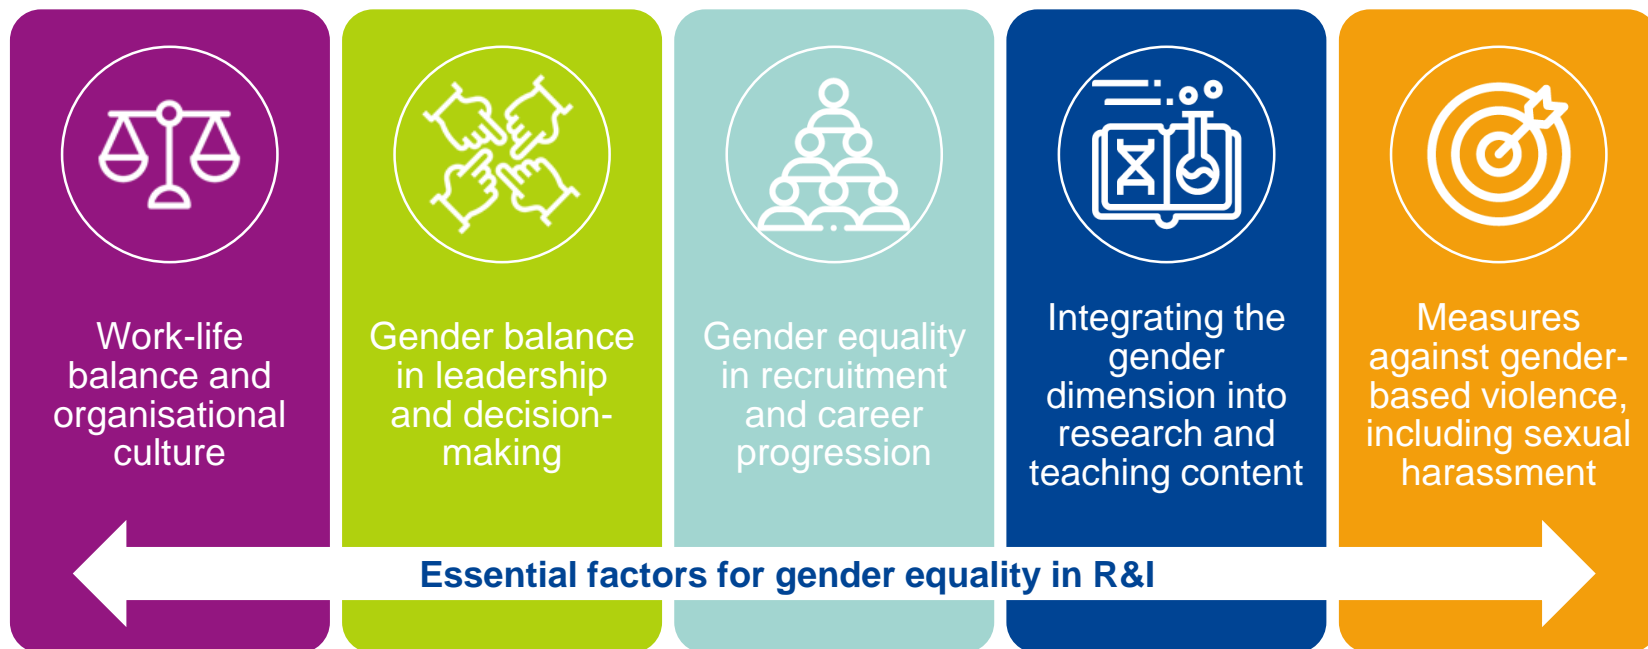 Work-life
balance and
organisational
culture
Gender balance
in leadership
and decision-
making
Gender equality
in recruitment
and career
progression
Integrating the
gender
dimension into
research and
teaching content
Measures
against gender-
based violence,
including sexual
harassment
Essential factors for gender equality in R&I